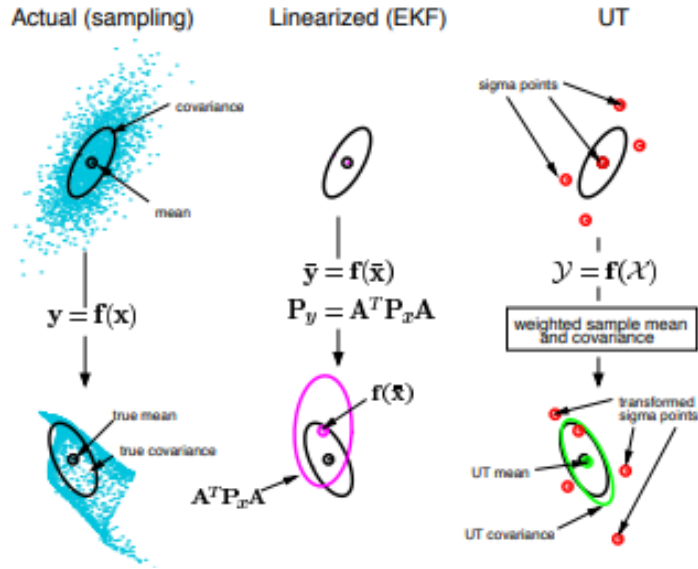 Actual (sampling)
Linearized (EKF)
UT
covariance
mean
sigma points
y = f(x)
ȳ = f(x̄)
P_y = A^T P_x A
𝒴 = f(𝒳)
weighted sample mean
and covariance
true mean
true covariance
f(x̄)
A^T P_x A
transformed
sigma points
UT mean
UT covariance